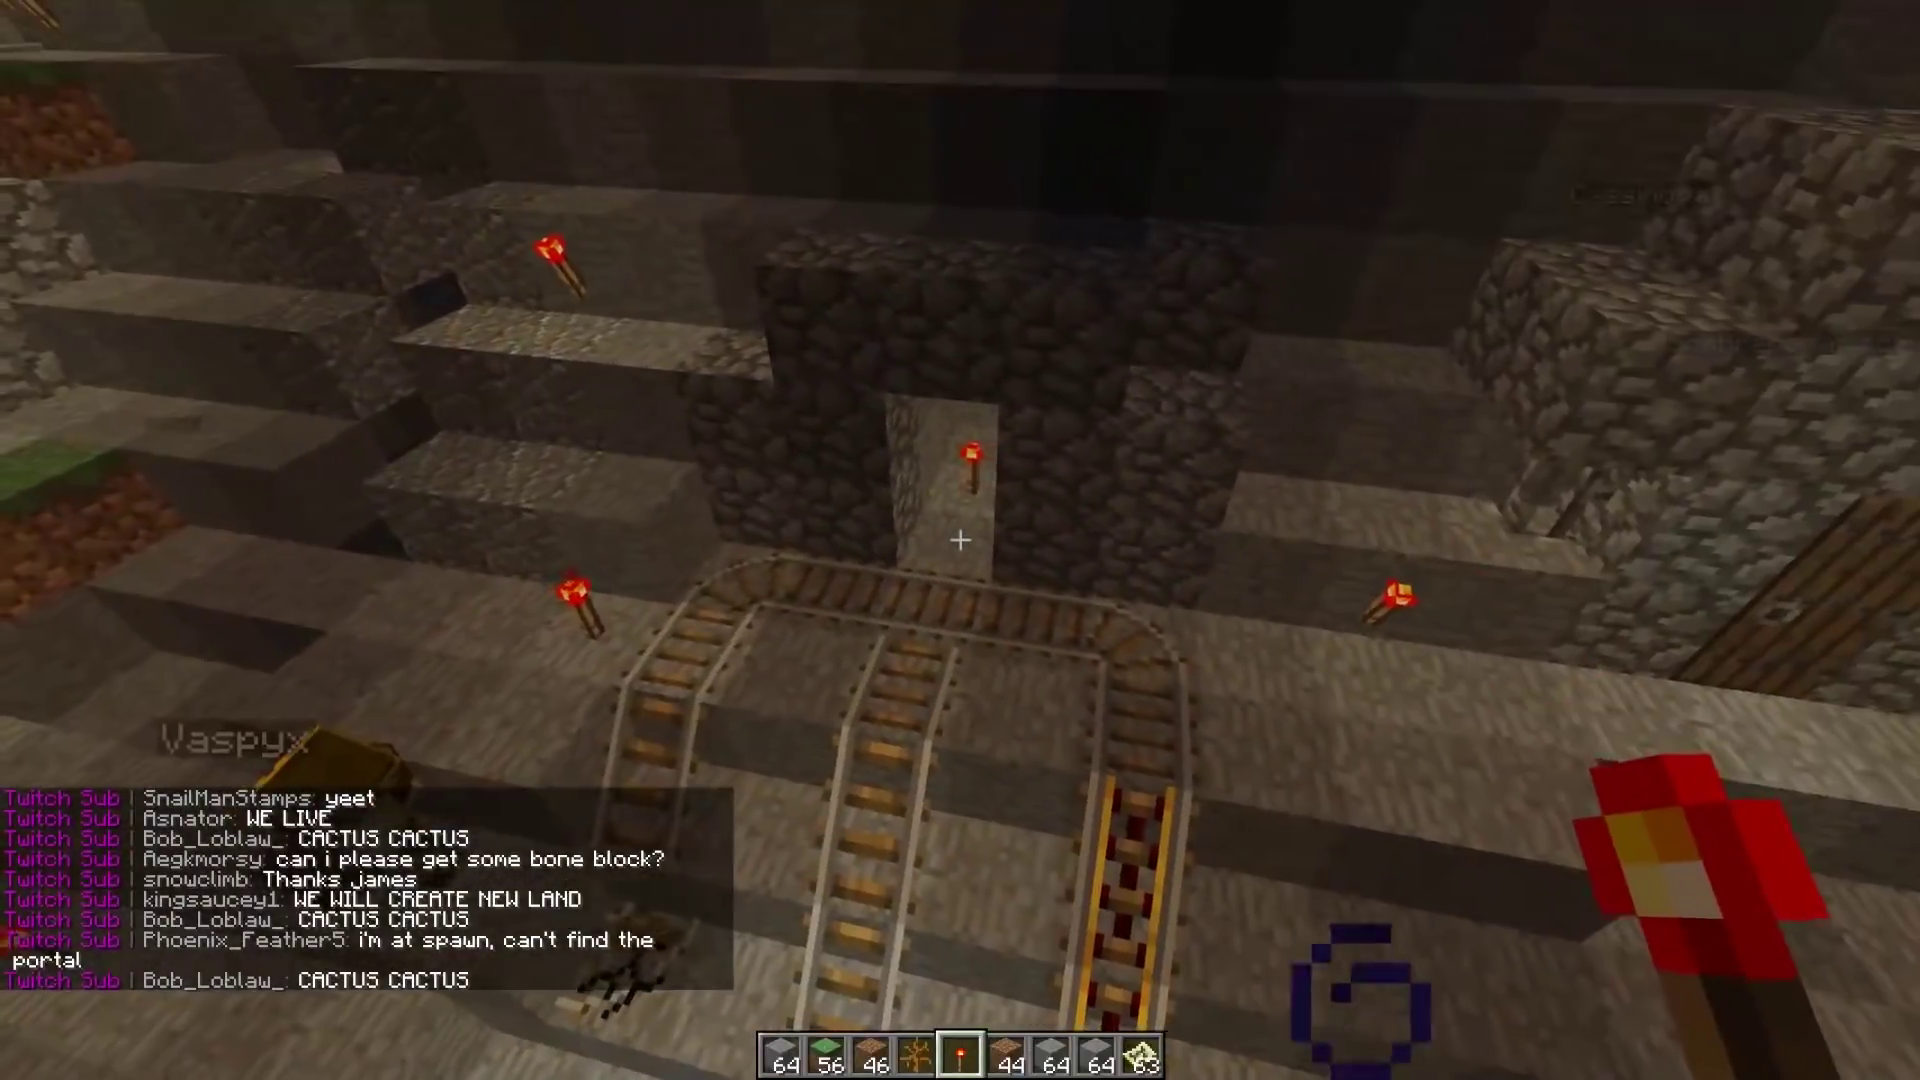 Vaspyx
Twitch Sub | SnailManStamps: yeet
Twitch Sub | Asnator: WE LIVE
Twitch Sub | Bob_Loblaw_: CACTUS CACTUS
Twitch Sub | Aegkmorsy: can i please get some bone block?
Twitch Sub | snowclimb: Thanks james
Twitch Sub | kingsaucey1: WE WILL CREATE NEW LAND
Twitch Sub | Bob_Loblaw_: CACTUS CACTUS
Twitch Sub | Phoenix_Feather5: i'm at spawn, can't find the
portal
Twitch Sub | Bob_Loblaw_: CACTUS CACTUS
64 56 46 44 64 64 63